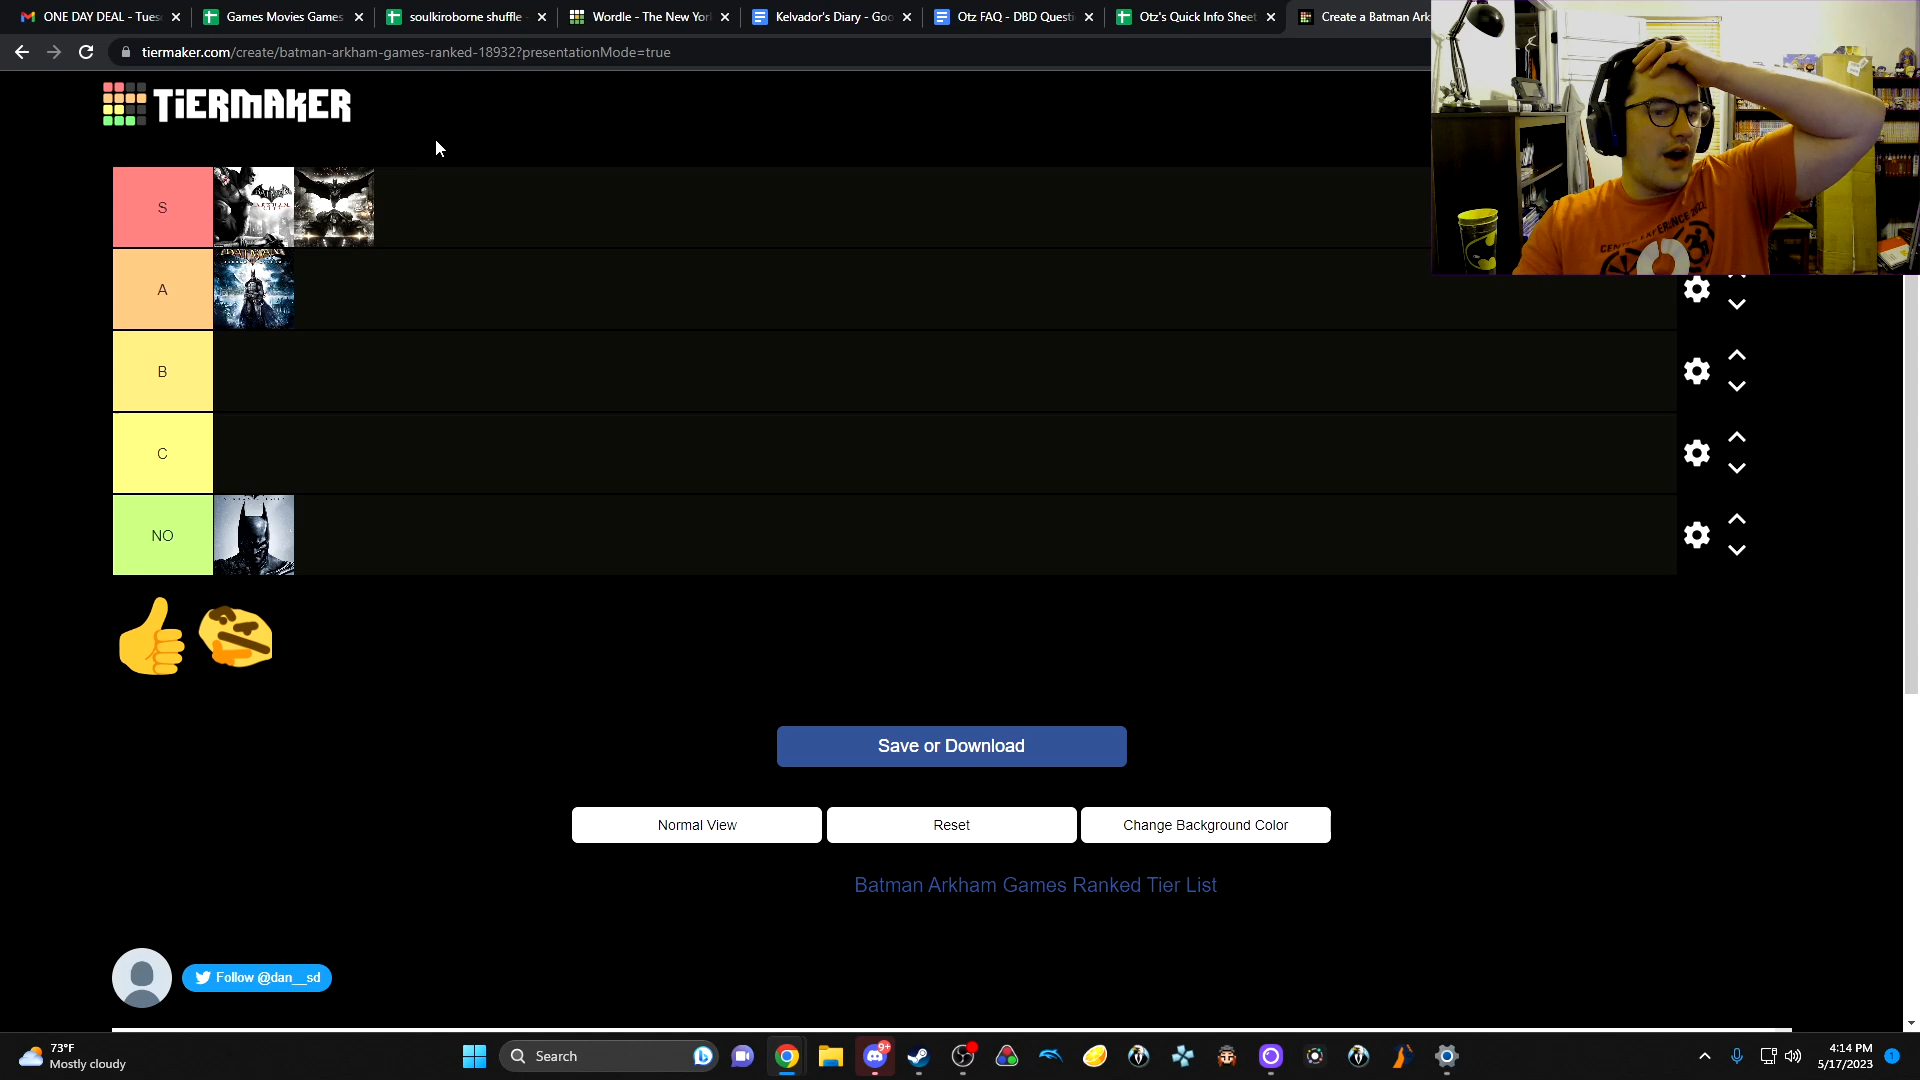 ONE DAY DEAL - Tues
Games Movies Games
soulkiroborne shuffle
Wordle - The New Yor
Kelvador's Diary - Goo
Otz FAQ - DBD Questi
Otz's Quick Info Sheet
Create a Batman Ark
tiermaker.com/create/batman-arkham-games-ranked-18932?presentationMode=true
TiERMAKER
S
A
B
C
NO
Save or Download
Normal View
Reset
Change Background Color
Batman Arkham Games Ranked Tier List
Follow @dan__sd
73°F
Mostly cloudy
Search
9+
4:14 PM
5/17/2023
1